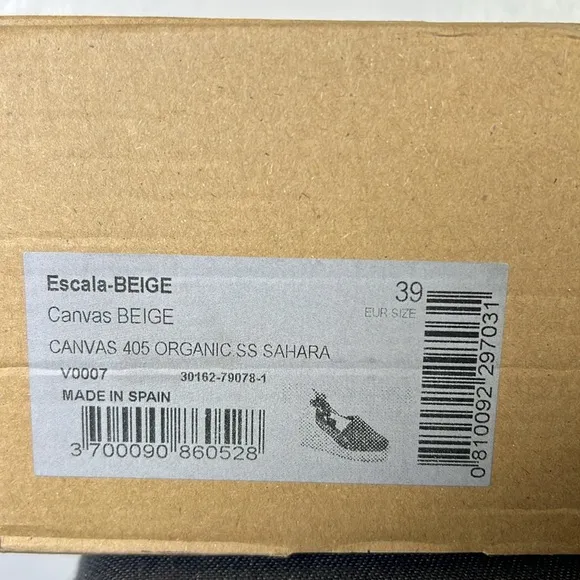 Escala-BEIGE
39
EUR SIZE
Canvas BEIGE
CANVAS 405 ORGANIC.SS SAHARA
V0007 30162-79078-1
MADE IN SPAIN
3 700090 860528
0 810092 297031